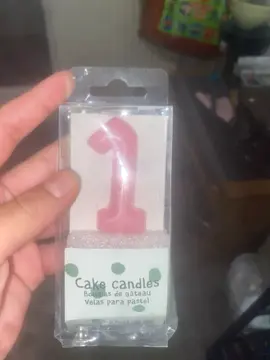 1
Cake candles
Bougies de gâteau
Velas para pastel